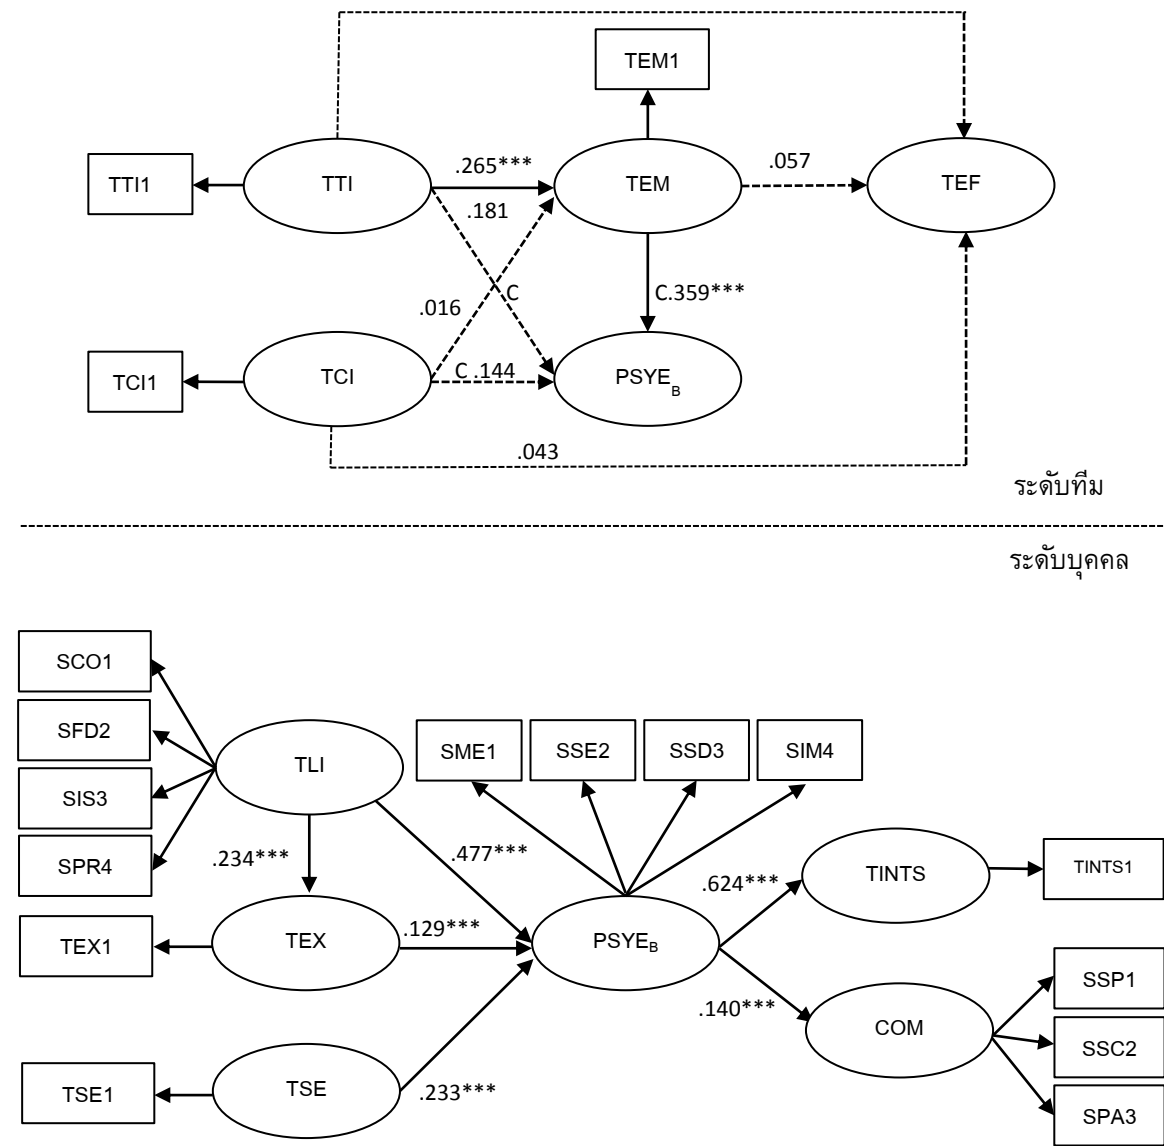 TEM1
.265***
.057
TTI1
TTI
TEM
TEF
.181
.016
C
C.359***
TCI1
TCI
C .144
PSYE B
.043
ระดับทีม
ระดับบุคคล
SCO1
SFD2
SIS3
SPR4
TLI
SME1
SSE2
SSD3
SIM4
.234***
.477***
.624***
TINTS
TINTS1
TEX1
TEX
.129***
PSYE B
.140***
COM
SSP1
SSC2
SPA3
TSE1
TSE
.233***